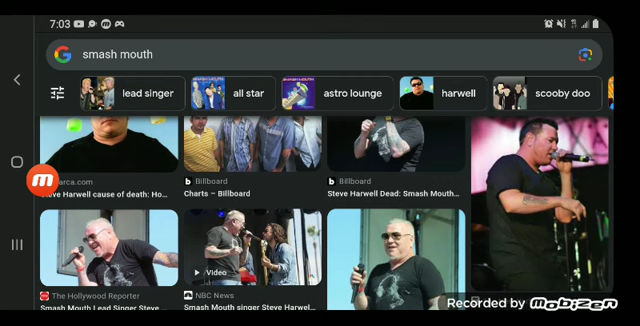 7:03
smash mouth
lead singer
all star
astro lounge
harwell
scooby doo
arca.com
Billboard
Billboard
eve Harwell cause of death: Ho...
Charts – Billboard
Steve Harwell Dead: Smash Mouth...
Video
The Hollywood Reporter
NBC News
Smash Mouth Lead Singer Steve
Smash Mouth singer Steve Harwel...
Recorded by mobizen